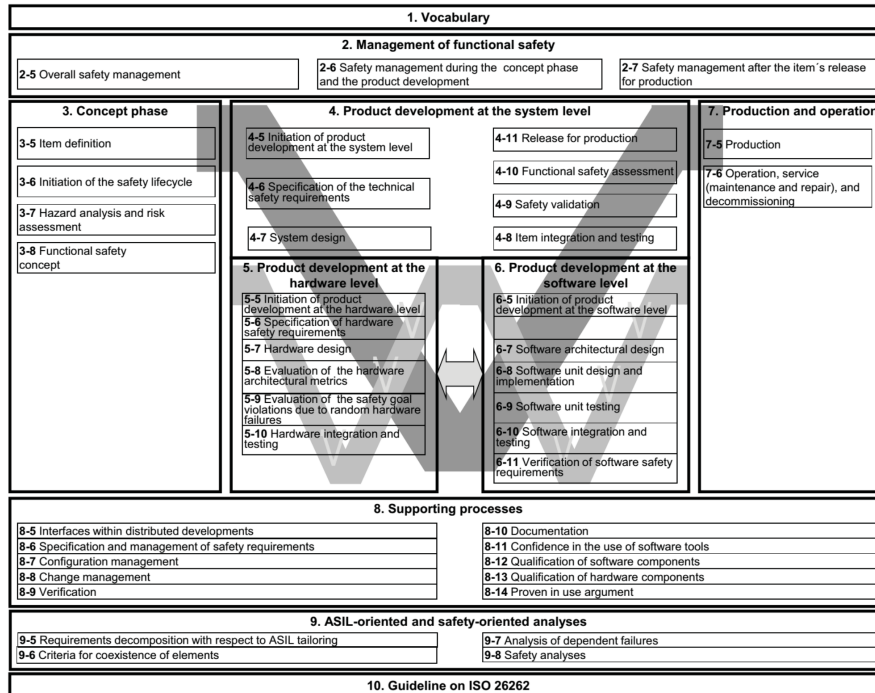 1. Vocabulary
2. Management of functional safety
2-5 Overall safety management
2-6 Safety management during the concept phase
and the product development
2-7 Safety management after the item´s release
for production
3. Concept phase
3-5 Item definition
3-6 Initiation of the safety lifecycle
3-7 Hazard analysis and risk
assessment
3-8 Functional safety
concept
4. Product development at the system level
4-5 Initiation of product
development at the system level
4-6 Specification of the technical
safety requirements
4-7 System design
4-11 Release for production
4-10 Functional safety assessment
4-9 Safety validation
4-8 Item integration and testing
7. Production and operation
7-5 Production
7-6 Operation, service
(maintenance and repair), and
decommissioning
5. Product development at the
hardware level
5-5 Initiation of product
development at the hardware level
5-6 Specification of hardware
safety requirements
5-7 Hardware design
5-8 Evaluation of the hardware
architectural metrics
5-9 Evaluation of the safety goal
violations due to random hardware
failures
5-10 Hardware integration and
testing
6. Product development at the
software level
6-5 Initiation of product
development at the software level
6-7 Software architectural design
6-8 Software unit design and
implementation
6-9 Software unit testing
6-10 Software integration and
testing
6-11 Verification of software safety
requirements
8. Supporting processes
8-5 Interfaces within distributed developments
8-6 Specification and management of safety requirements
8-7 Configuration management
8-8 Change management
8-9 Verification
8-10 Documentation
8-11 Confidence in the use of software tools
8-12 Qualification of software components
8-13 Qualification of hardware components
8-14 Proven in use argument
9. ASIL-oriented and safety-oriented analyses
9-5 Requirements decomposition with respect to ASIL tailoring
9-6 Criteria for coexistence of elements
9-7 Analysis of dependent failures
9-8 Safety analyses
10. Guideline on ISO 26262